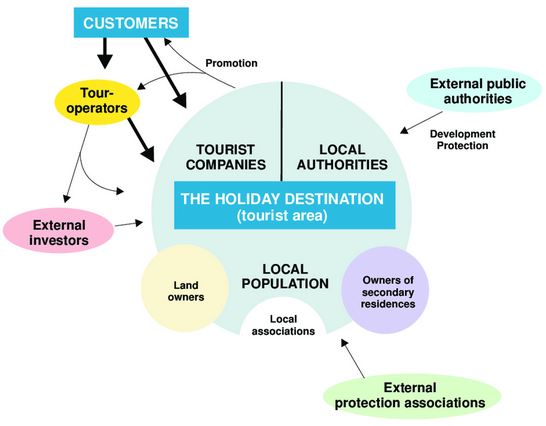 CUSTOMERS
Promotion
Tour-
operators
External public
authorities
Development
Protection
TOURIST
COMPANIES
LOCAL
AUTHORITIES
THE HOLIDAY DESTINATION
(tourist area)
External
investors
LOCAL
POPULATION
Land
owners
Owners of
secondary
residences
Local
associations
External
protection associations